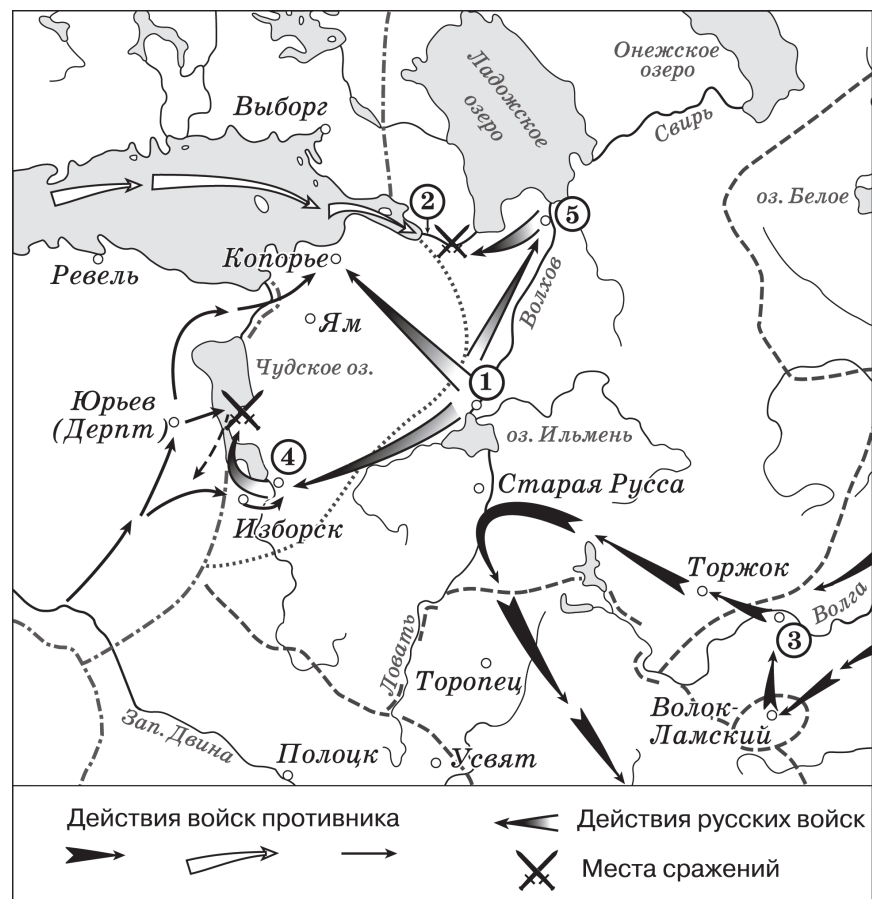 Онежское
озеро
Ладожское
озеро
Выборг
Свирь
оз. Белое
2
5
Ревель
Копорье
Волхов
Ям
Чудское оз.
1
Юрьев
(Дерпт)
оз. Ильмень
4
Старая Русса
Изборск
Торжок
Волга
3
Ловать
Торопец
Волок-
Ламский
Зап. Двина
Полоцк
Усвят
Действия войск противника
Действия русских войск
Места сражений